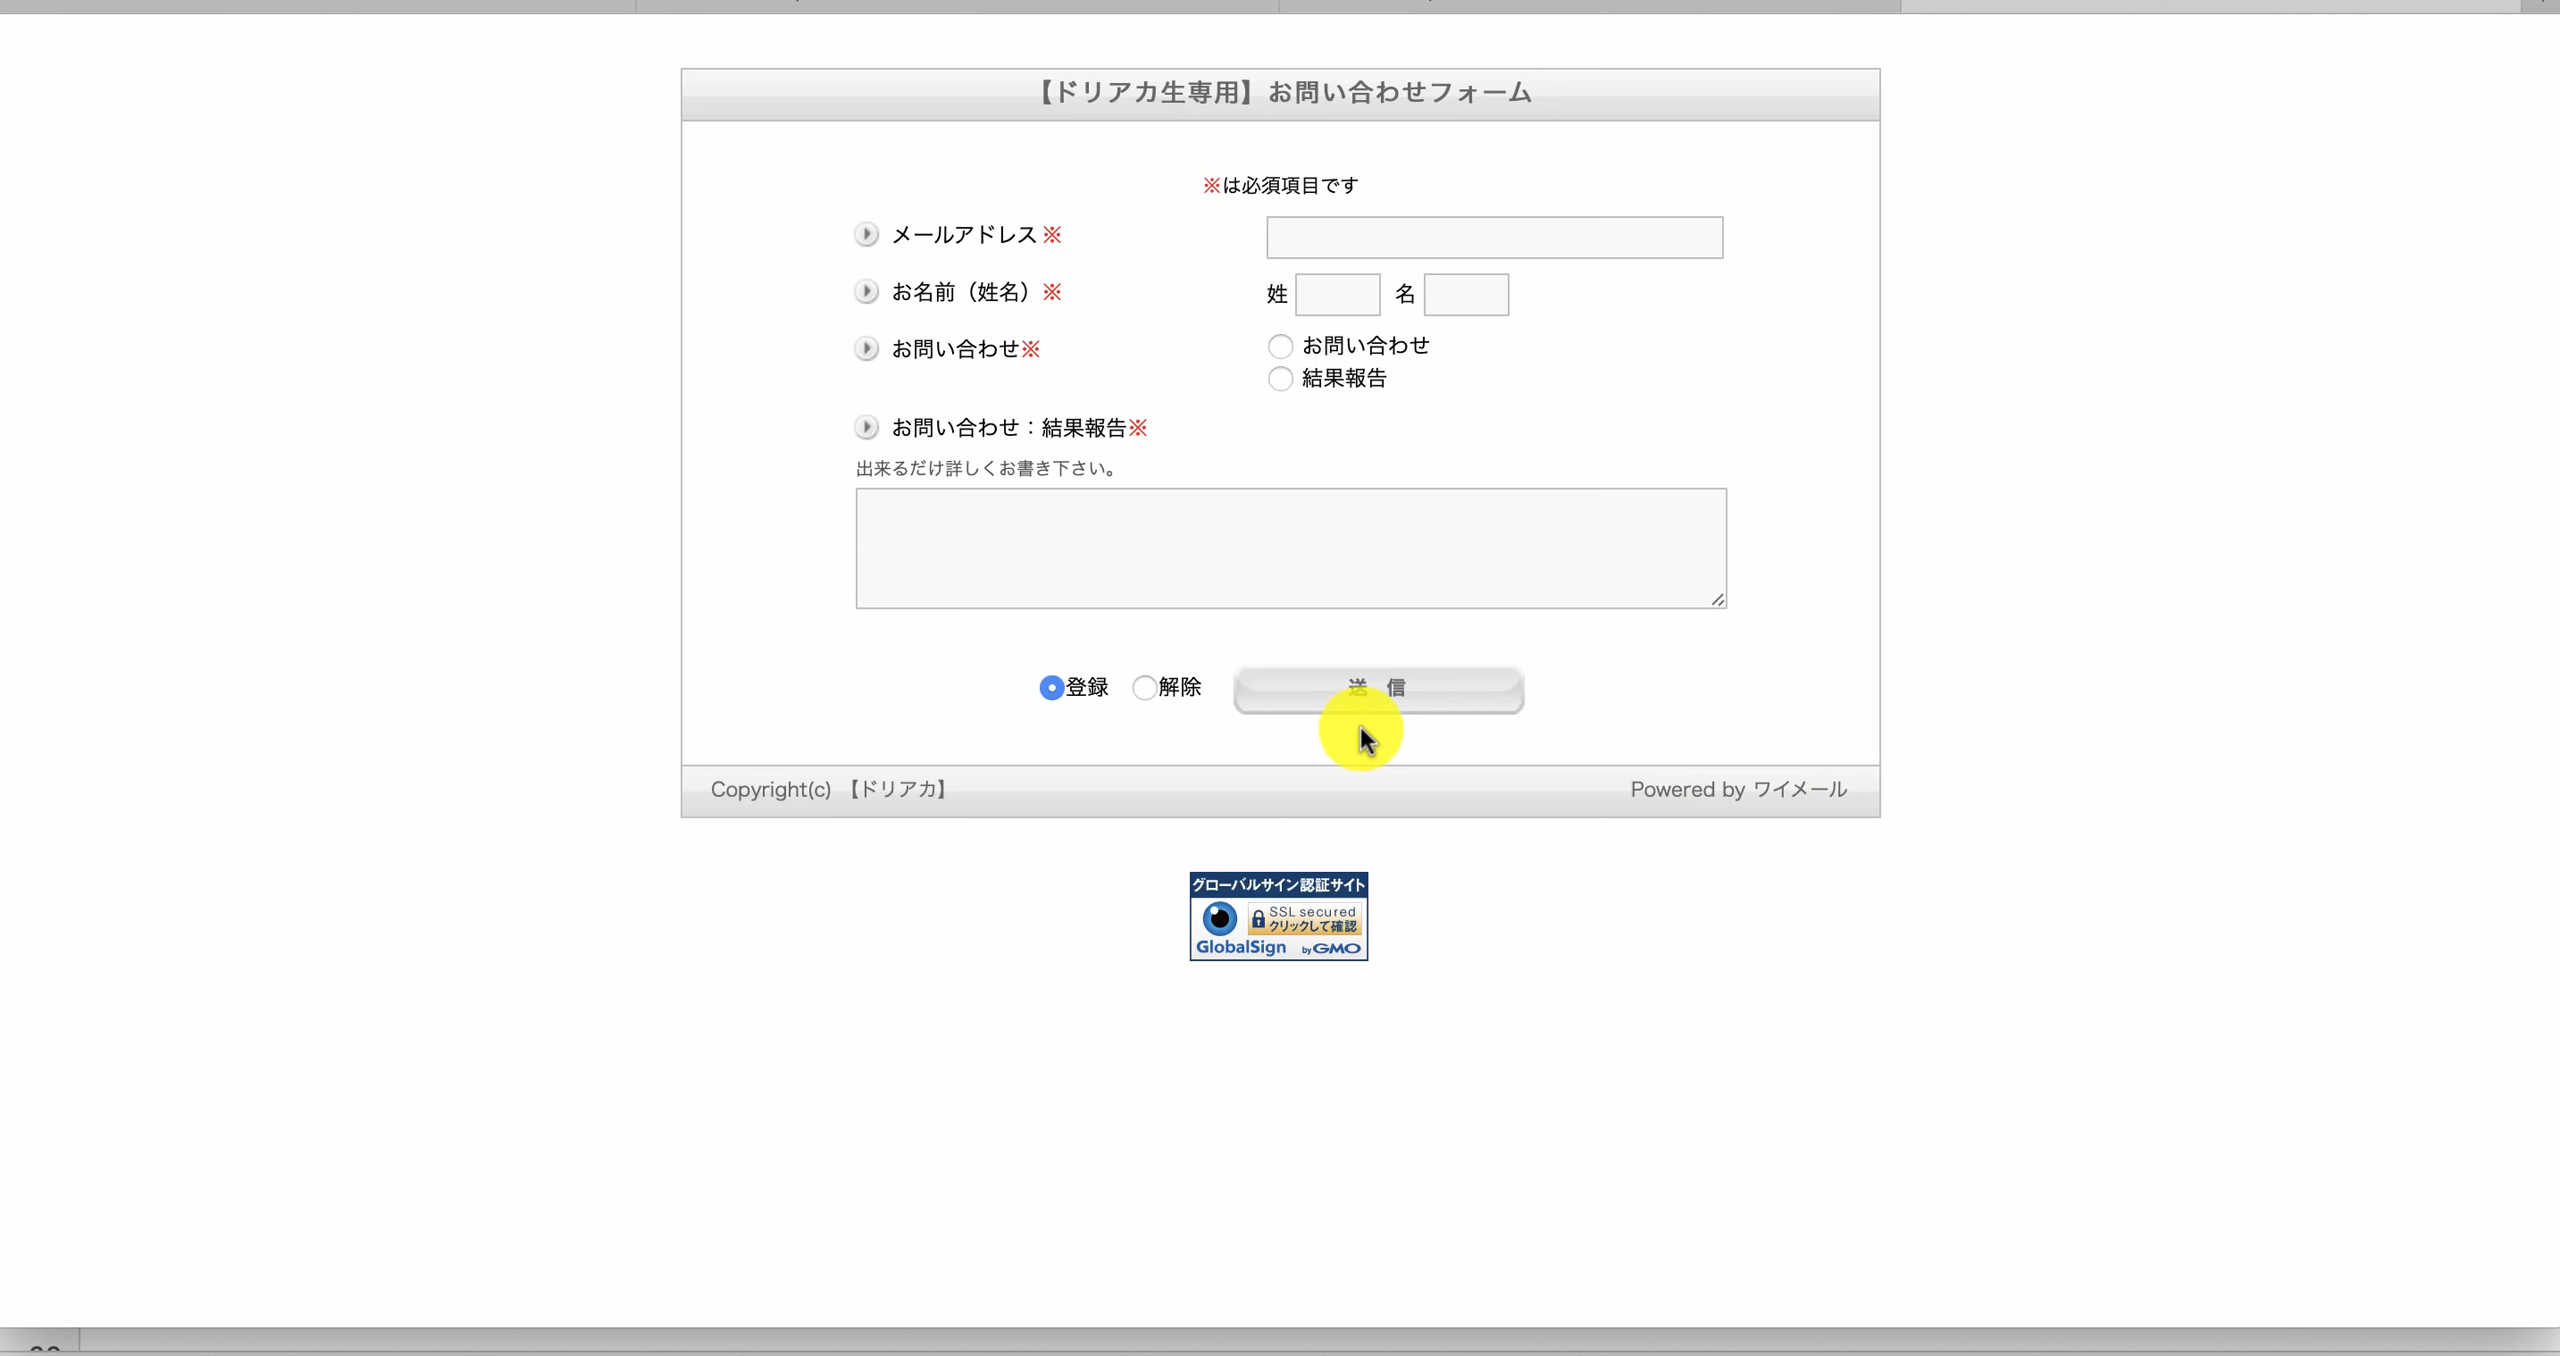 【ドリアカ生専用】お問い合わせフォーム
※は必須項目です
メールアドレス※
お名前（姓名）※ 姓 名
お問い合わせ※ お問い合わせ
結果報告
お問い合わせ：結果報告※
出来るだけ詳しくお書き下さい。
登録 解除 送 信
Copyright(c) 【ドリアカ】 Powered by ワイメール
グローバルサイン認証サイト
SSL secured
クリックして確認
GlobalSign by GMO